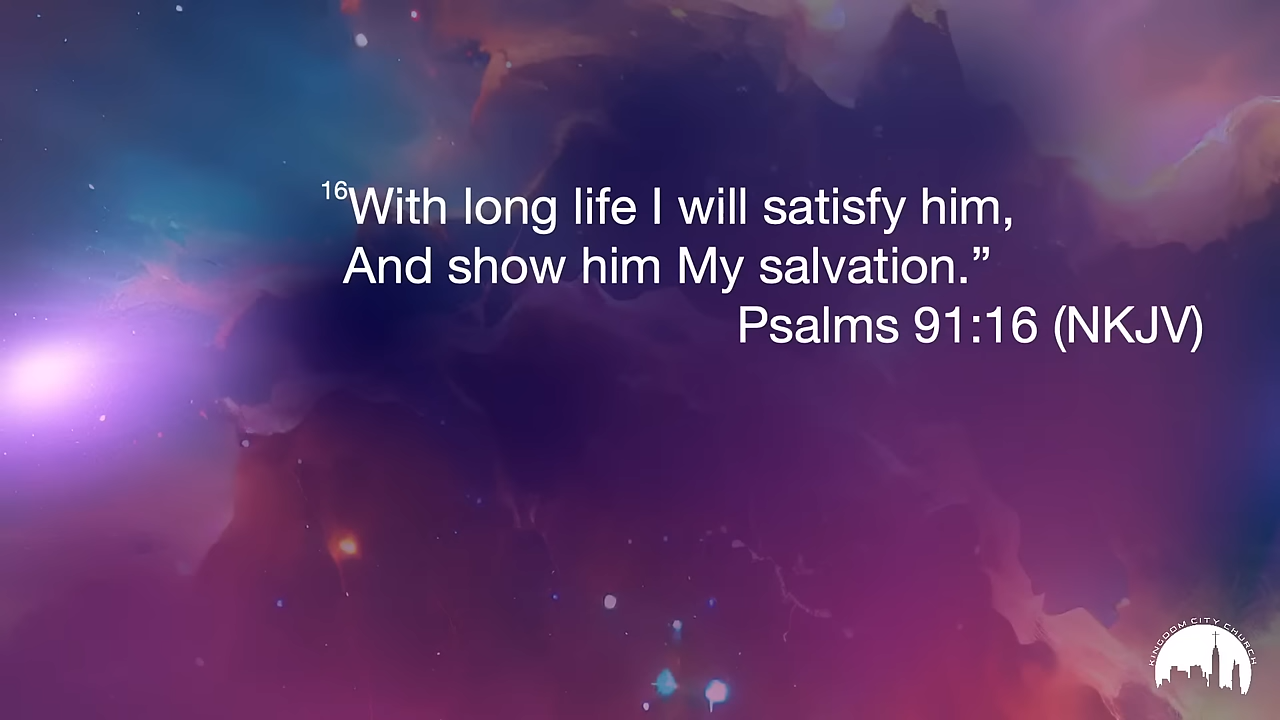 16With long life I will satisfy him,
And show him My salvation.”
Psalms 91:16 (NKJV)
KINGDOM CITY CHURCH